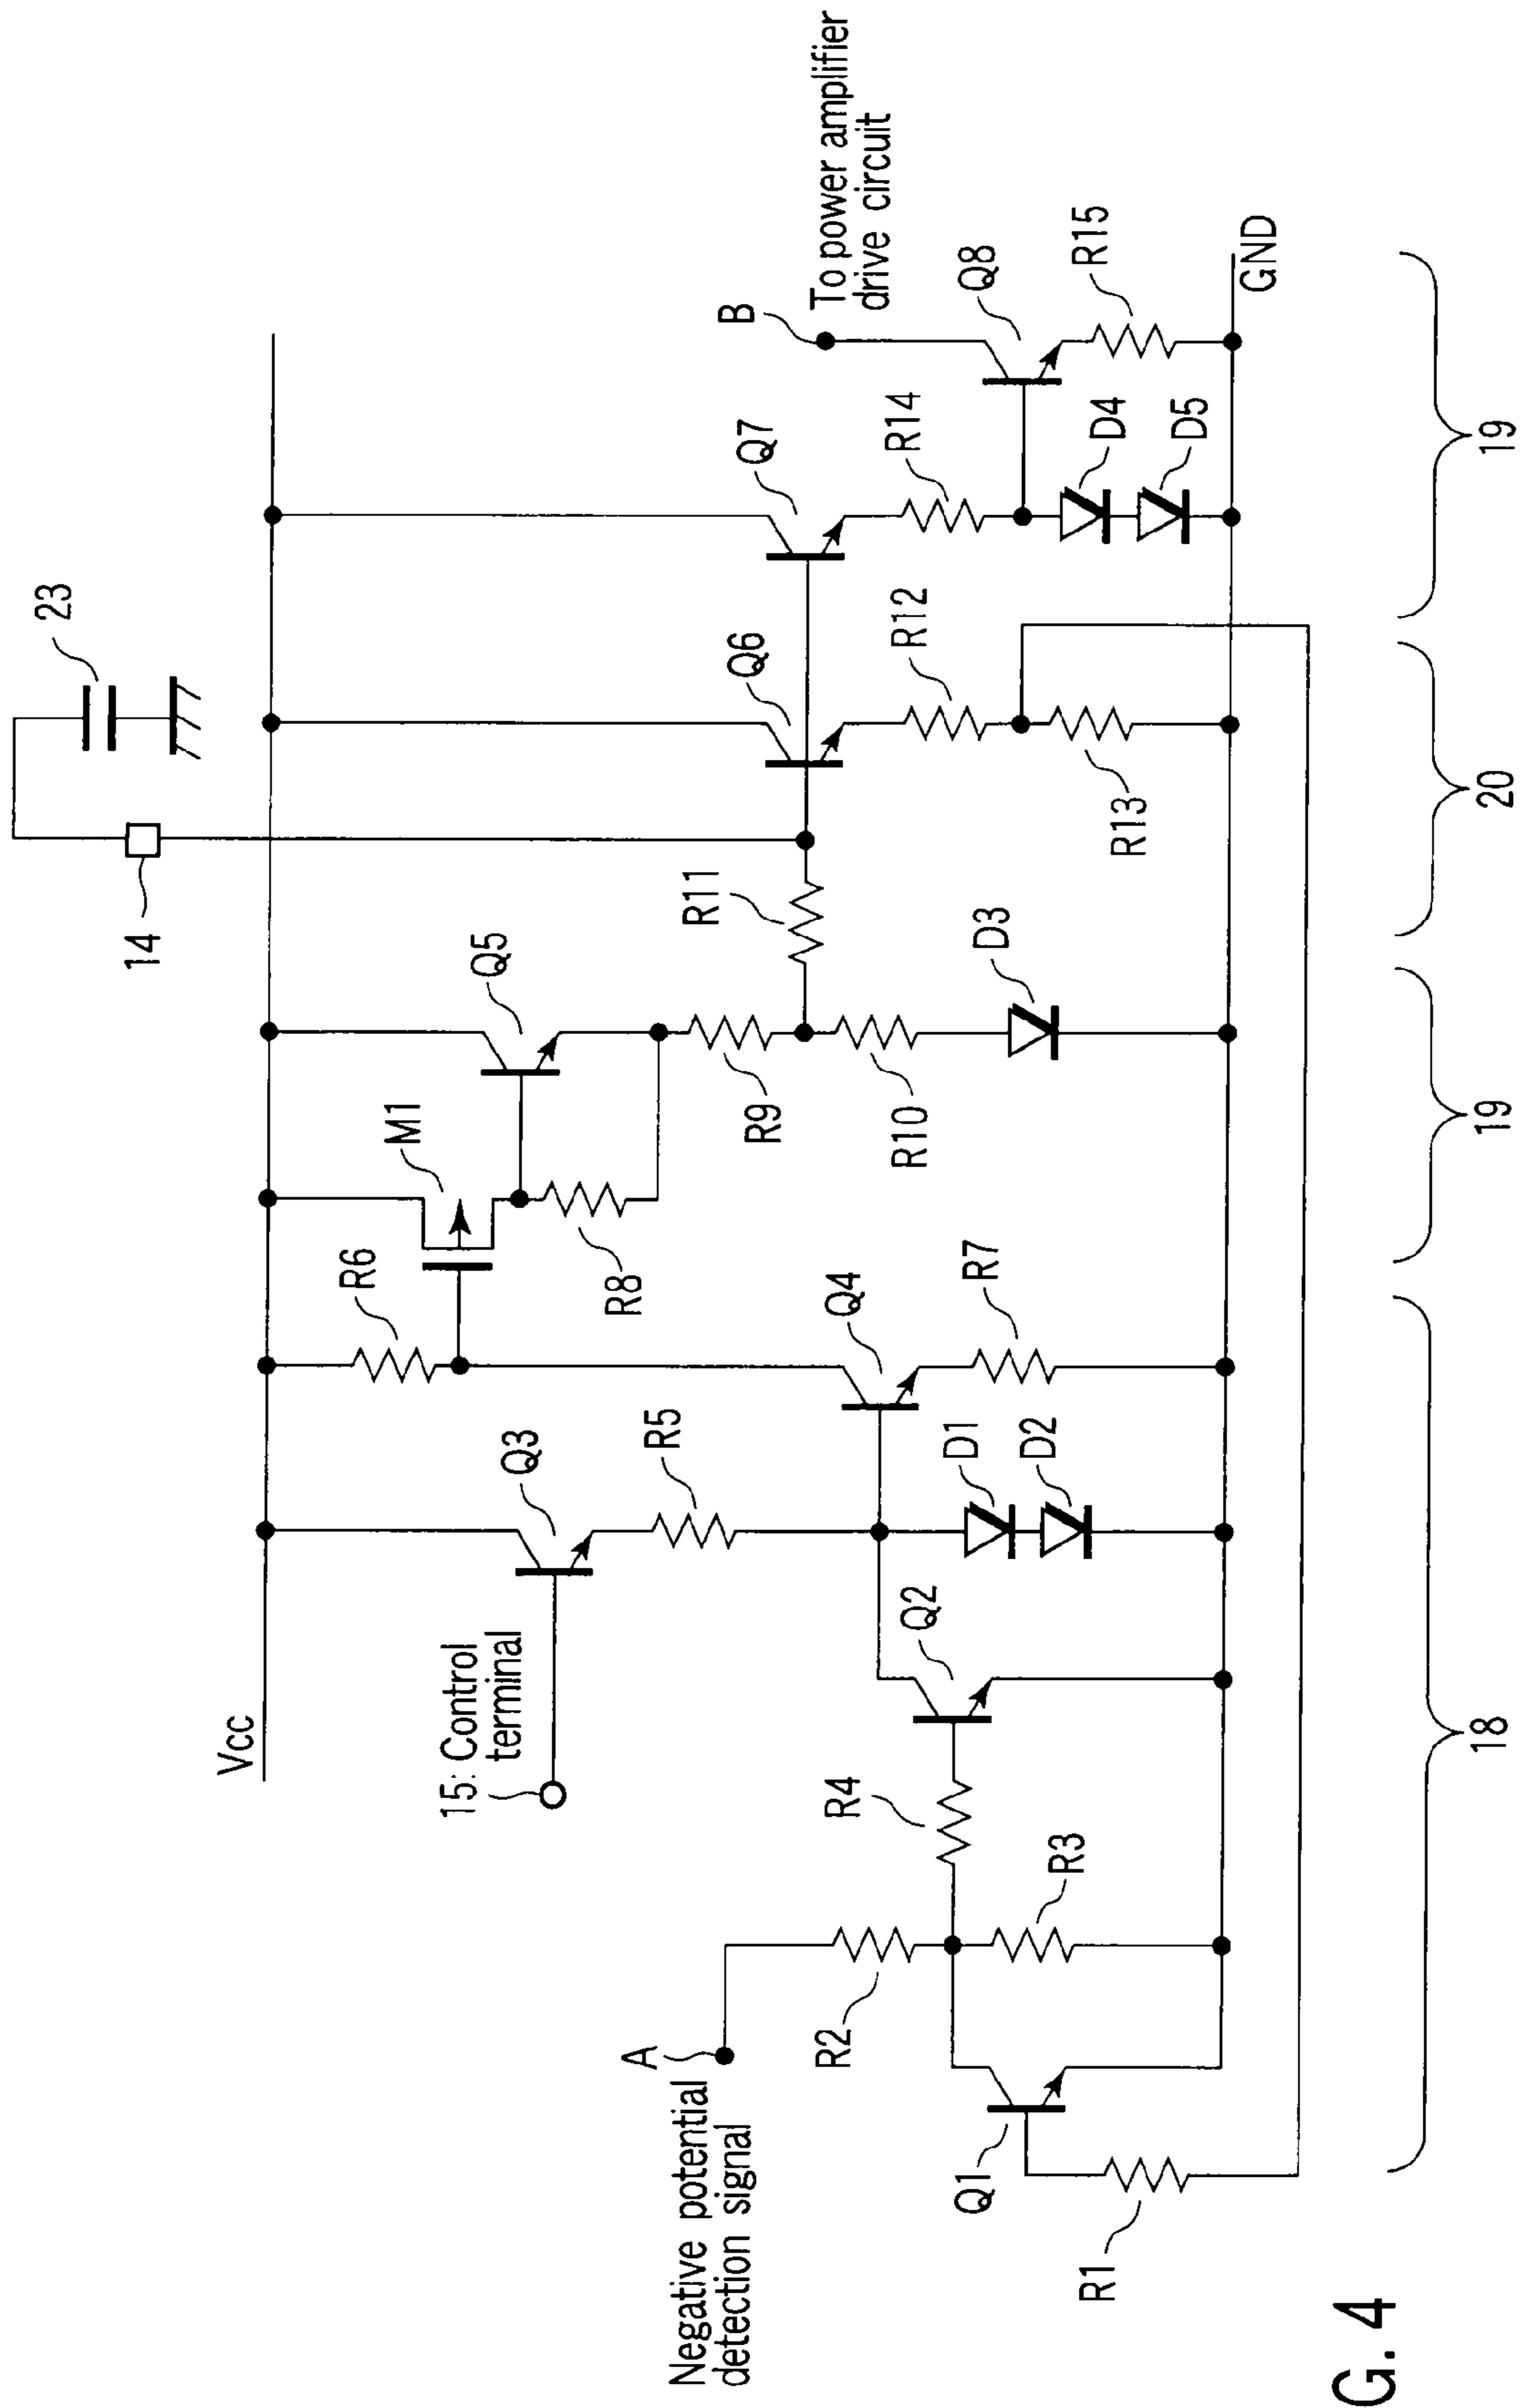 Vcc
15: Control
terminal
A
Negative potential
detection signal
R1
Q1
R2
R3
R4
Q2
Q3
R5
D1
D2
Q4
R6
R7
M1
R8
Q5
R9
R10
D3
R11
14
23
Q6
R12
R13
Q7
R14
D4
D5
Q8
R15
B
To power amplifier
drive circuit
GND
18
19
20
19
G. 4